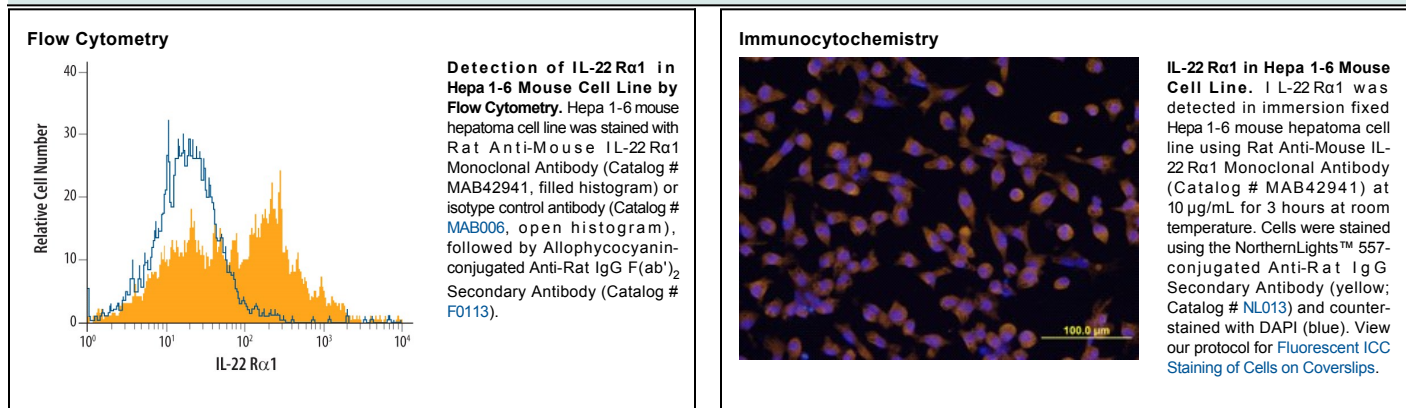 Flow Cytometry
40
30
20
10
0
Relative Cell Number
10⁰ 10¹ 10² 10³ 10⁴
IL-22 Rα1
Detection of IL-22 Rα1 in
Hepa 1-6 Mouse Cell Line by
Flow Cytometry. Hepa 1-6 mouse
hepatoma cell line was stained with
Rat Anti-Mouse IL-22 Rα1
Monoclonal Antibody (Catalog #
MAB42941, filled histogram) or
isotype control antibody (Catalog #
MAB006, open histogram),
followed by Allophycocyanin-
conjugated Anti-Rat IgG F(ab')₂
Secondary Antibody (Catalog #
F0113).
Immunocytochemistry
100.0 µm
IL-22 Rα1 in Hepa 1-6 Mouse
Cell Line. I L-22 Rα1 was
detected in immersion fixed
Hepa 1-6 mouse hepatoma cell
line using Rat Anti-Mouse IL-
22 Rα1 Monoclonal Antibody
(Catalog # MAB42941) at
10 µg/mL for 3 hours at room
temperature. Cells were stained
using the NorthernLights™ 557-
conjugated Anti-Rat IgG
Secondary Antibody (yellow;
Catalog # NL013) and counter-
stained with DAPI (blue). View
our protocol for Fluorescent ICC
Staining of Cells on Coverslips.